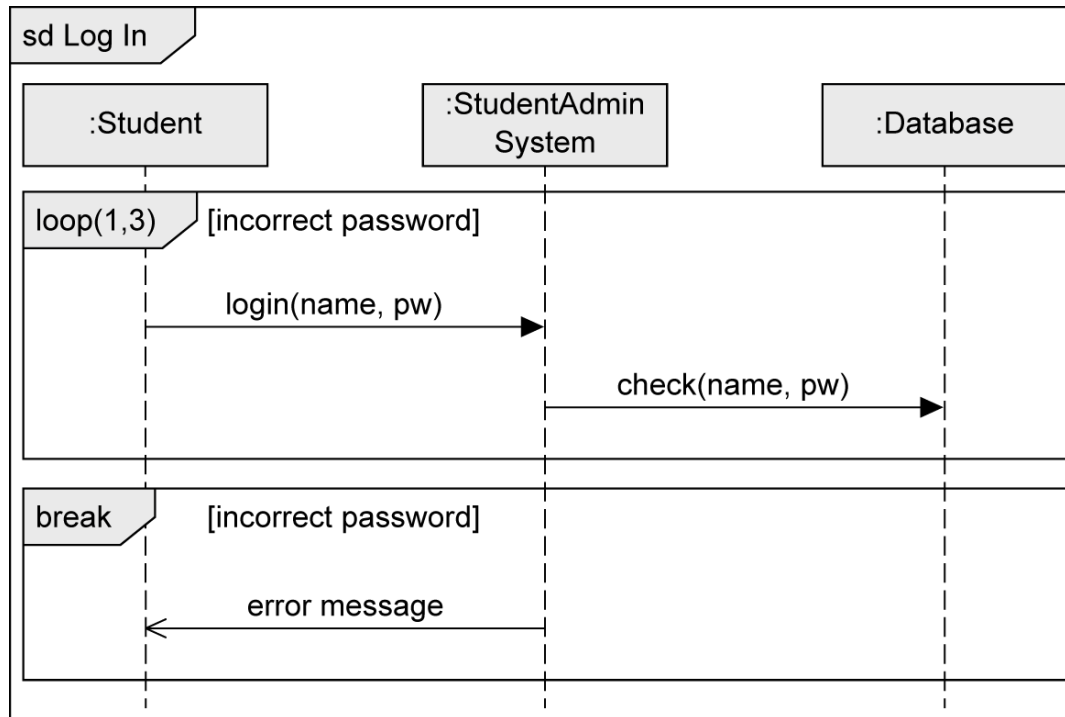 sd Log In
:Student
:StudentAdmin
System
:Database
loop(1,3)
[incorrect password]
login(name, pw)
check(name, pw)
break
[incorrect password]
error message